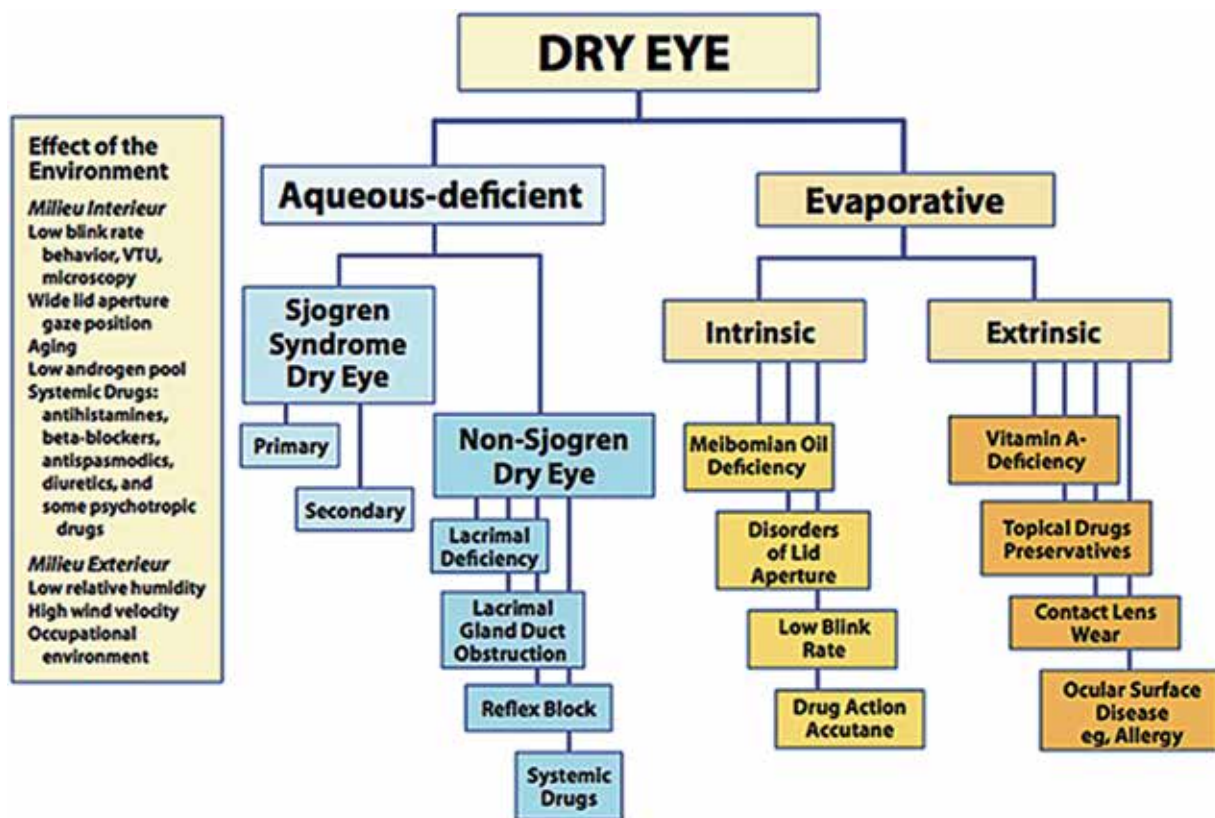 DRY EYE
Effect of the
Environment
Milieu Interieur
Low blink rate
behavior, VTU,
microscopy
Wide lid aperture
gaze position
Aging
Low androgen pool
Systemic Drugs:
antihistamines,
beta-blockers,
antispasmodics,
diuretics, and
some psychotropic
drugs
Milieu Exterieur
Low relative humidity
High wind velocity
Occupational
environment
Aqueous-deficient
Sjogren
Syndrome
Dry Eye
Primary
Secondary
Non-Sjogren
Dry Eye
Lacrimal
Deficiency
Lacrimal
Gland Duct
Obstruction
Reflex Block
Systemic
Drugs
Evaporative
Intrinsic
Meibomian Oil
Deficiency
Disorders
of Lid
Aperture
Low Blink
Rate
Drug Action
Accutane
Extrinsic
Vitamin A-
Deficiency
Topical Drugs
Preservatives
Contact Lens
Wear
Ocular Surface
Disease
eg, Allergy